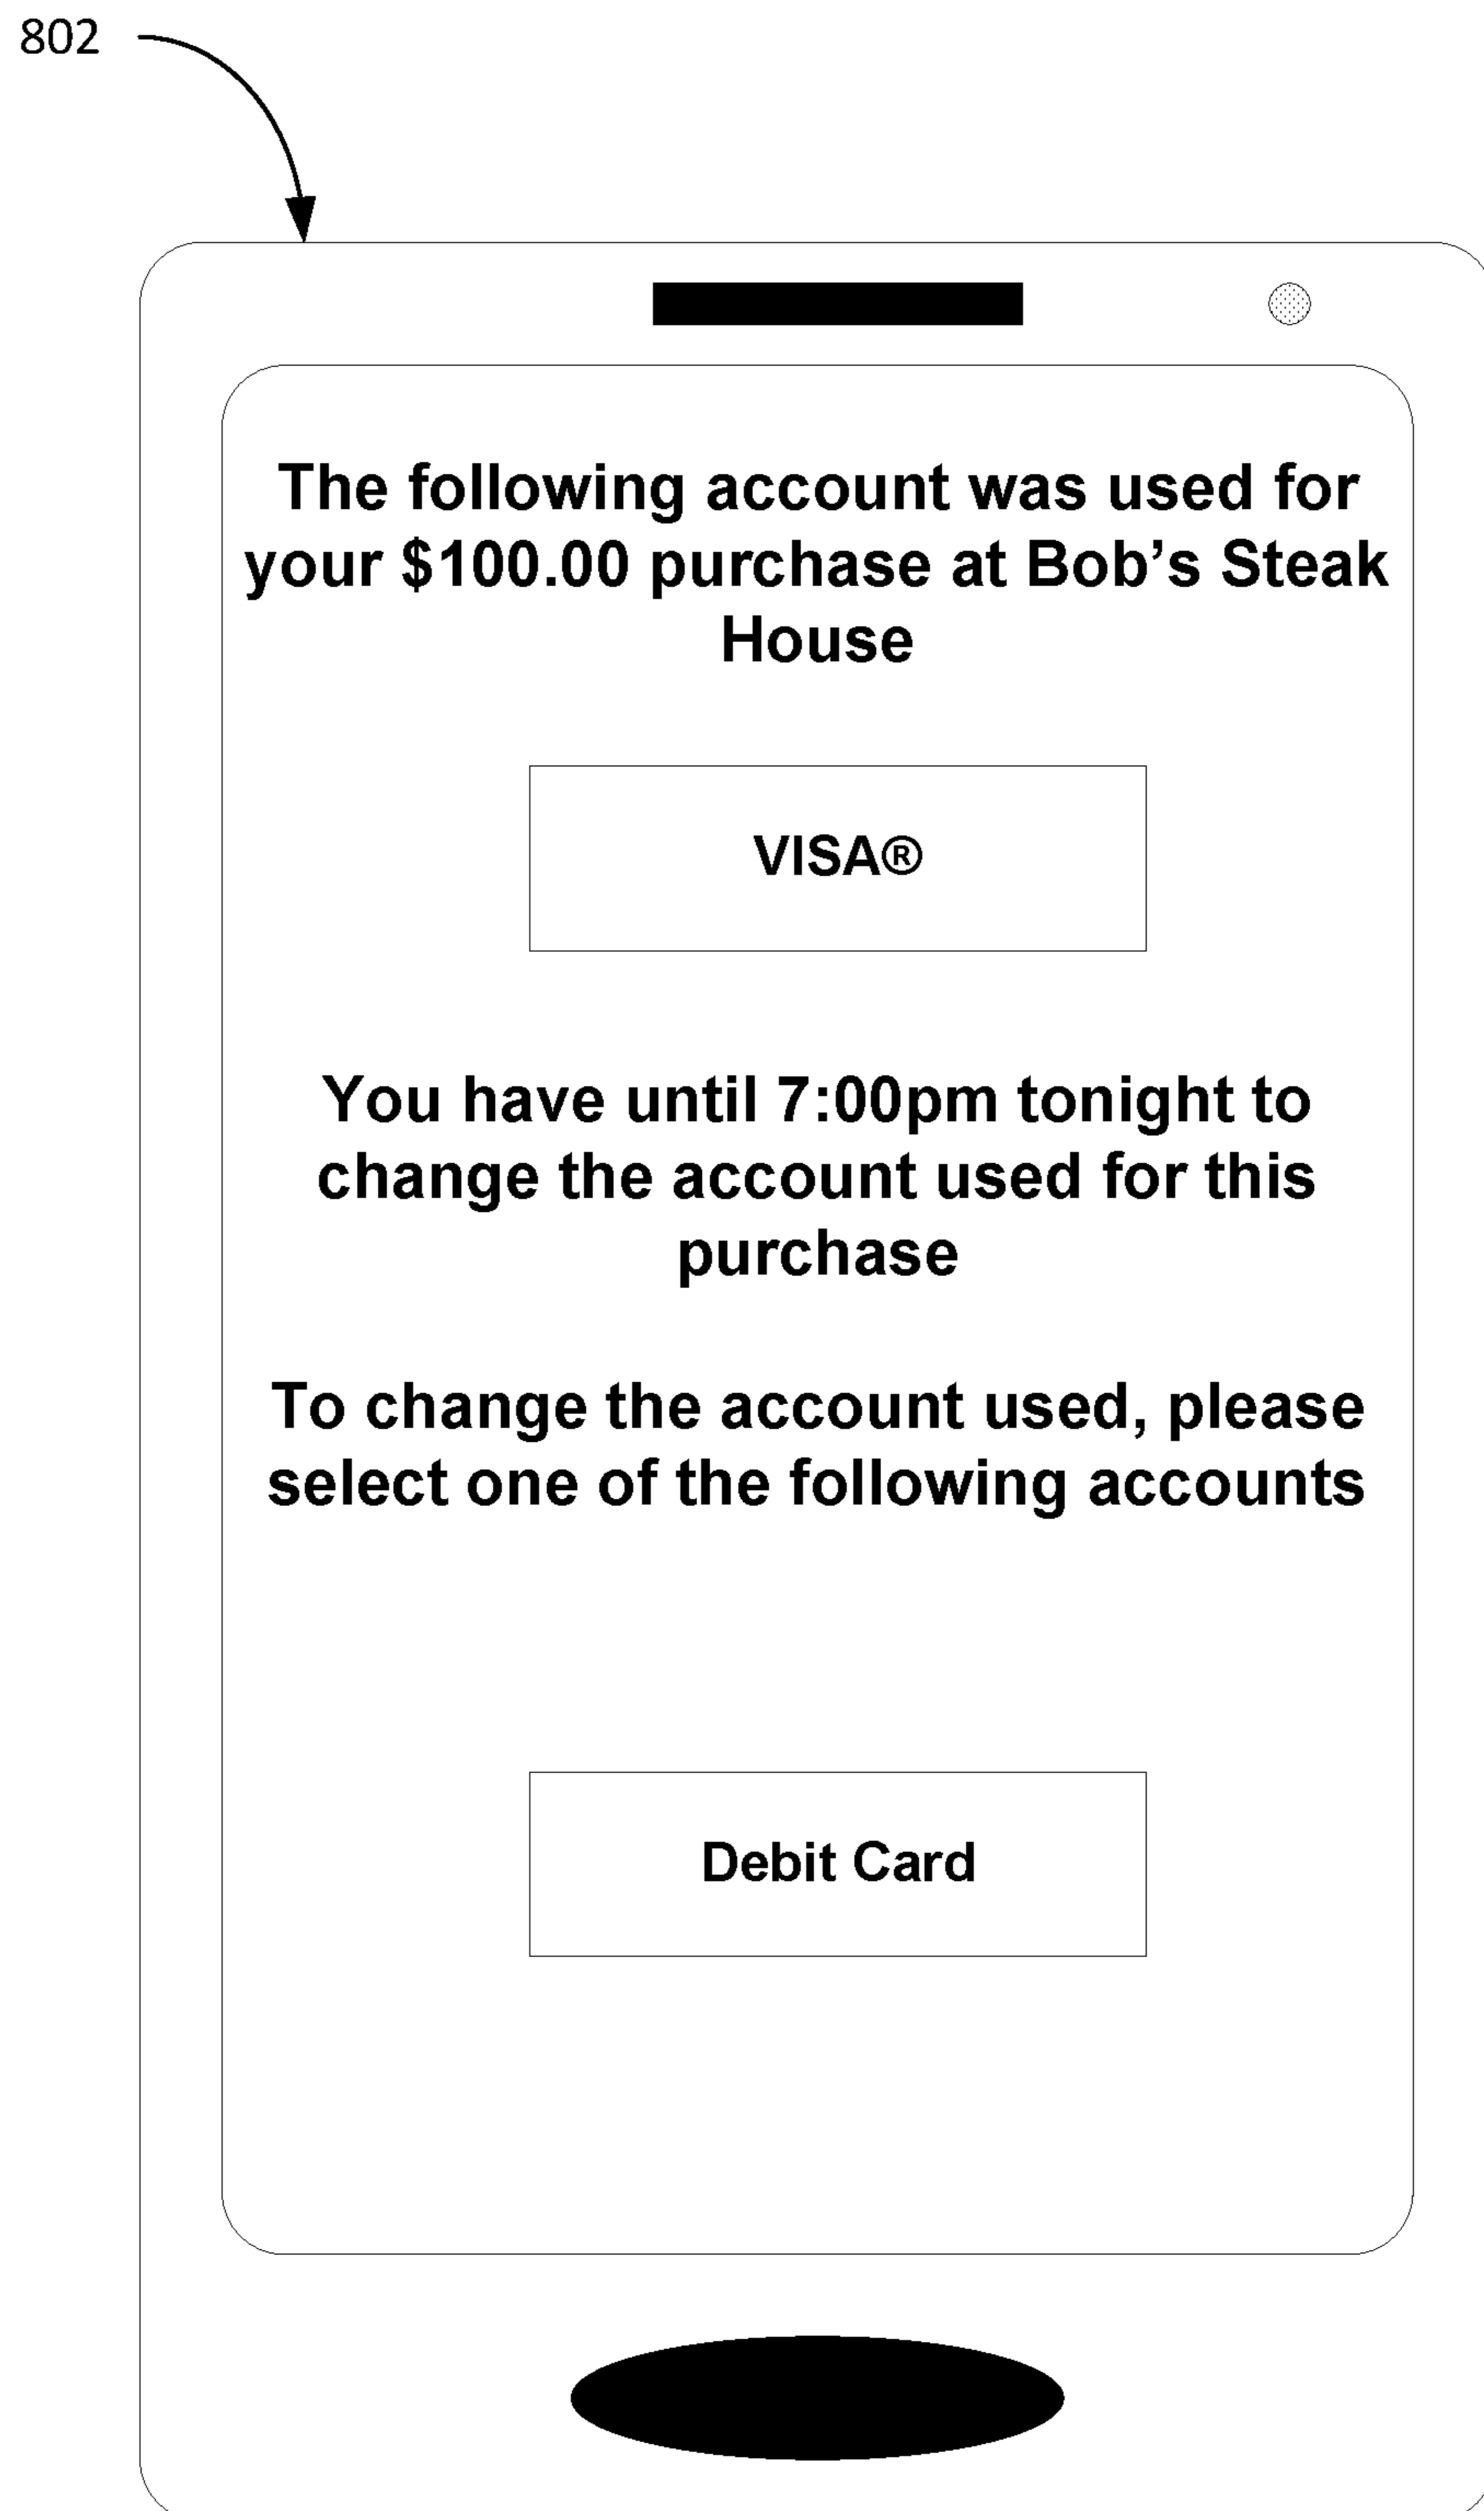 802
The following account was used for
your $100.00 purchase at Bob’s Steak
House
VISA®
You have until 7:00pm tonight to
change the account used for this
purchase
To change the account used, please
select one of the following accounts
Debit Card